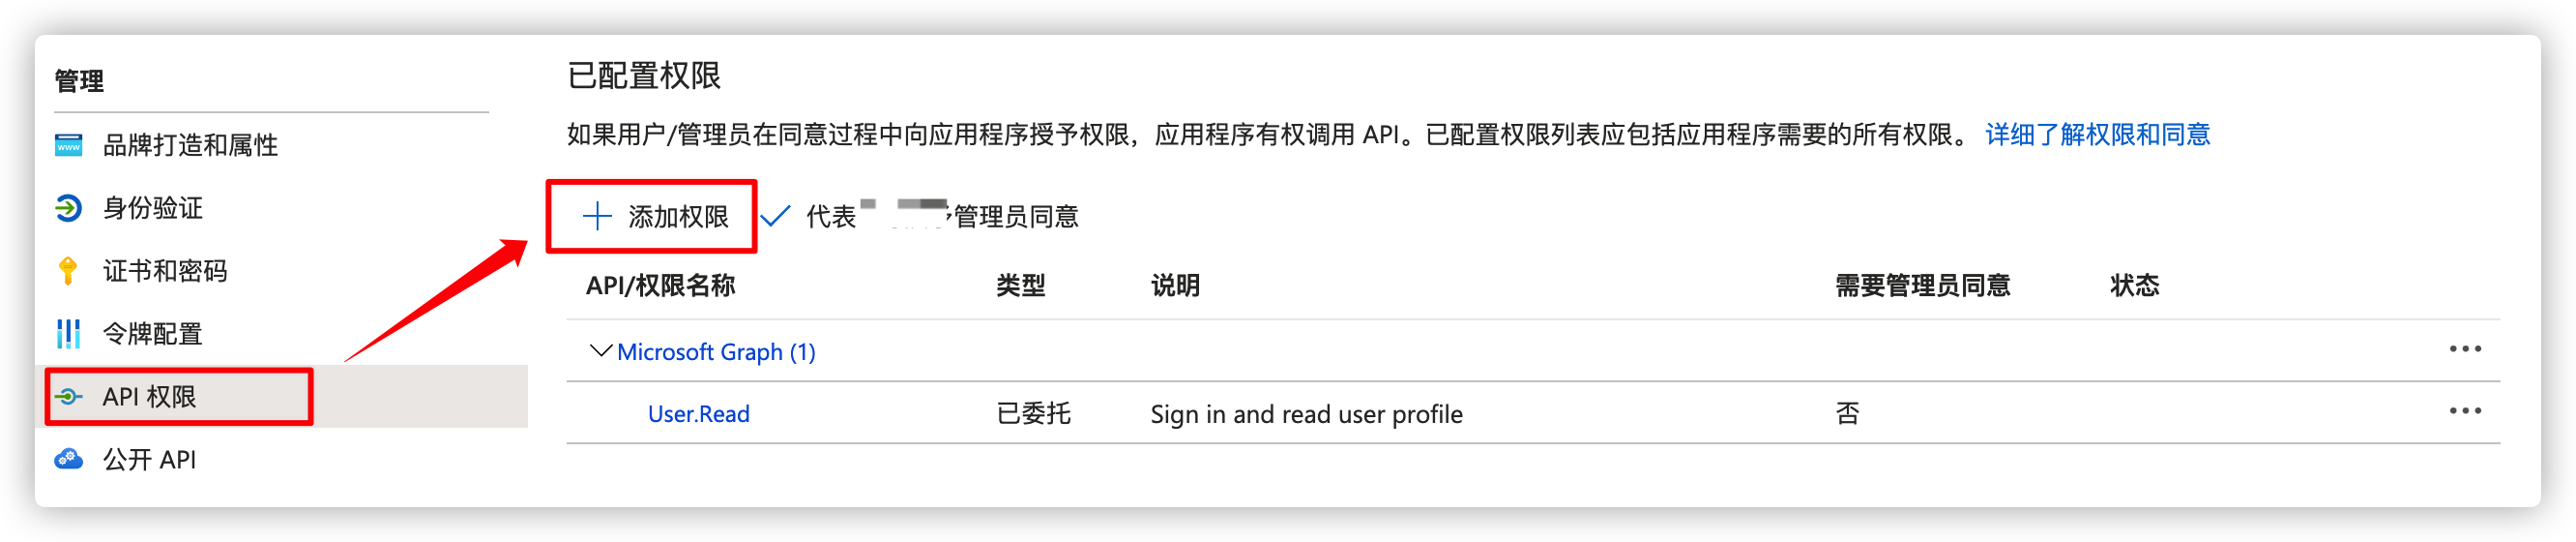 管理
品牌打造和属性
身份验证
证书和密码
令牌配置
API 权限
公开 API
已配置权限
如果用户/管理员在同意过程中向应用程序授予权限，应用程序有权调用 API。已配置权限列表应包括应用程序需要的所有权限。 详细了解权限和同意
添加权限 代表 管理员同意
API/权限名称 类型 说明 需要管理员同意 状态
Microsoft Graph (1) •••
User.Read 已委托 Sign in and read user profile 否 •••